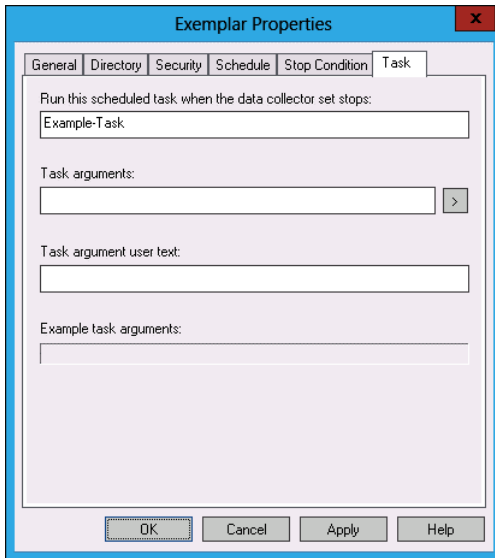 Exemplar Properties
x
General Directory Security Schedule Stop Condition Task
Run this scheduled task when the data collector set stops:
Example-Task
Task arguments:
>
Task argument user text:
Example task arguments:
OK Cancel Apply Help